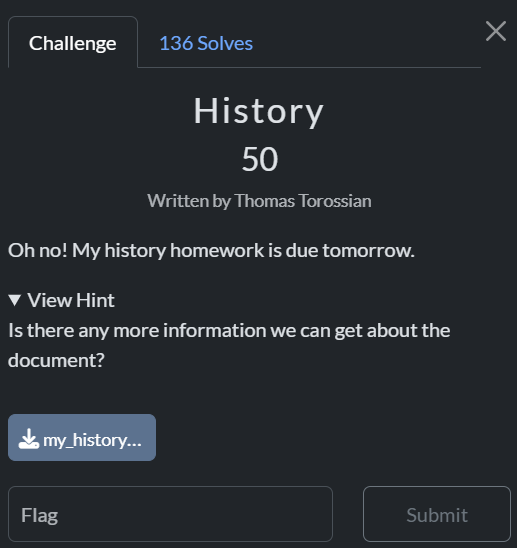 Challenge
136 Solves
History
50
Written by Thomas Torossian
Oh no! My history homework is due tomorrow.
▼ View Hint
Is there any more information we can get about the
document?
my_history...
Flag
Submit